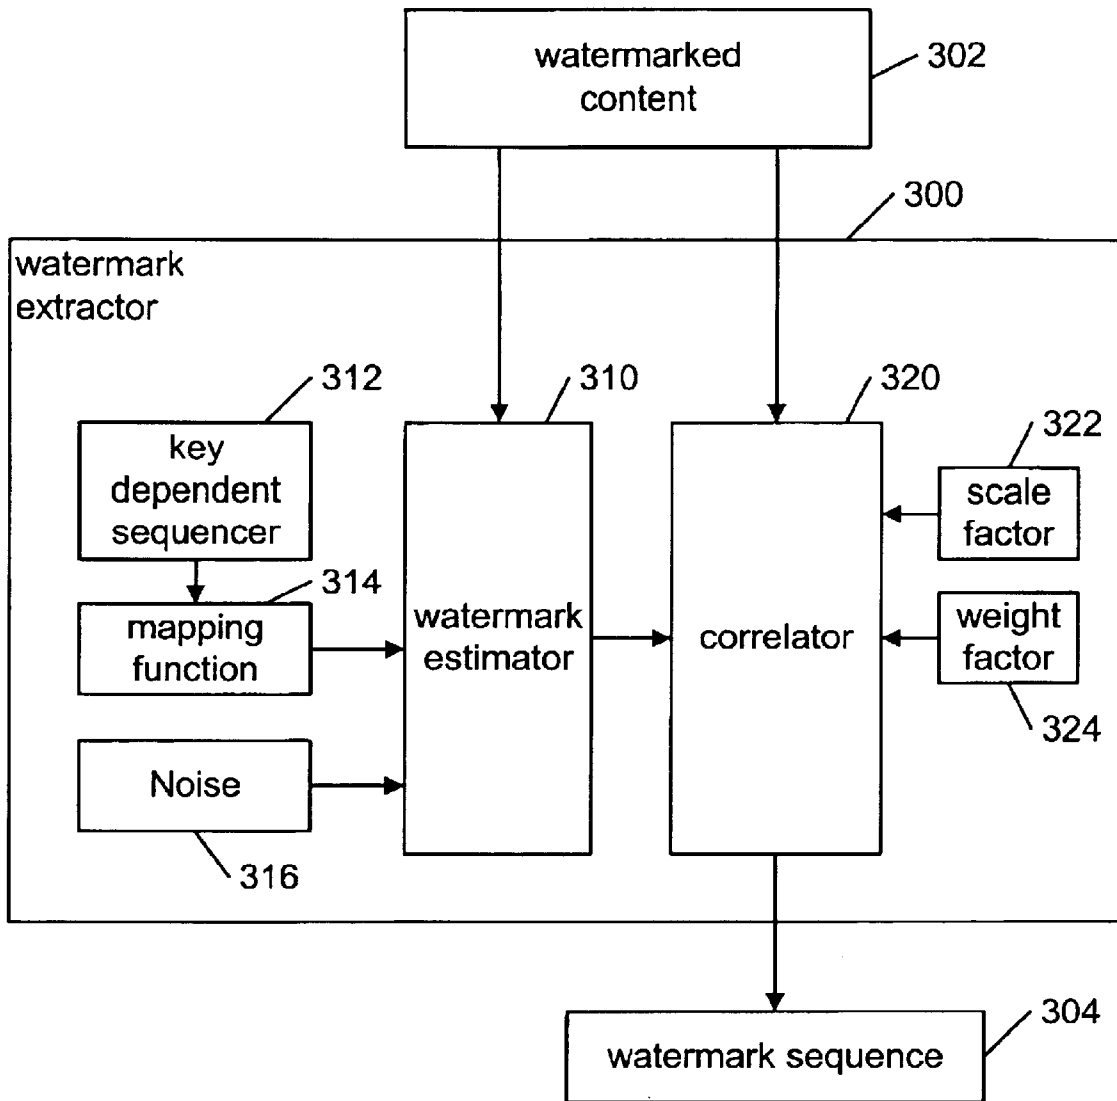 watermarked
content
302
300
watermark
extractor
312
310
320
322
key
dependent
sequencer
scale
factor
314
mapping
function
watermark
estimator
correlator
weight
factor
324
Noise
316
304
watermark sequence